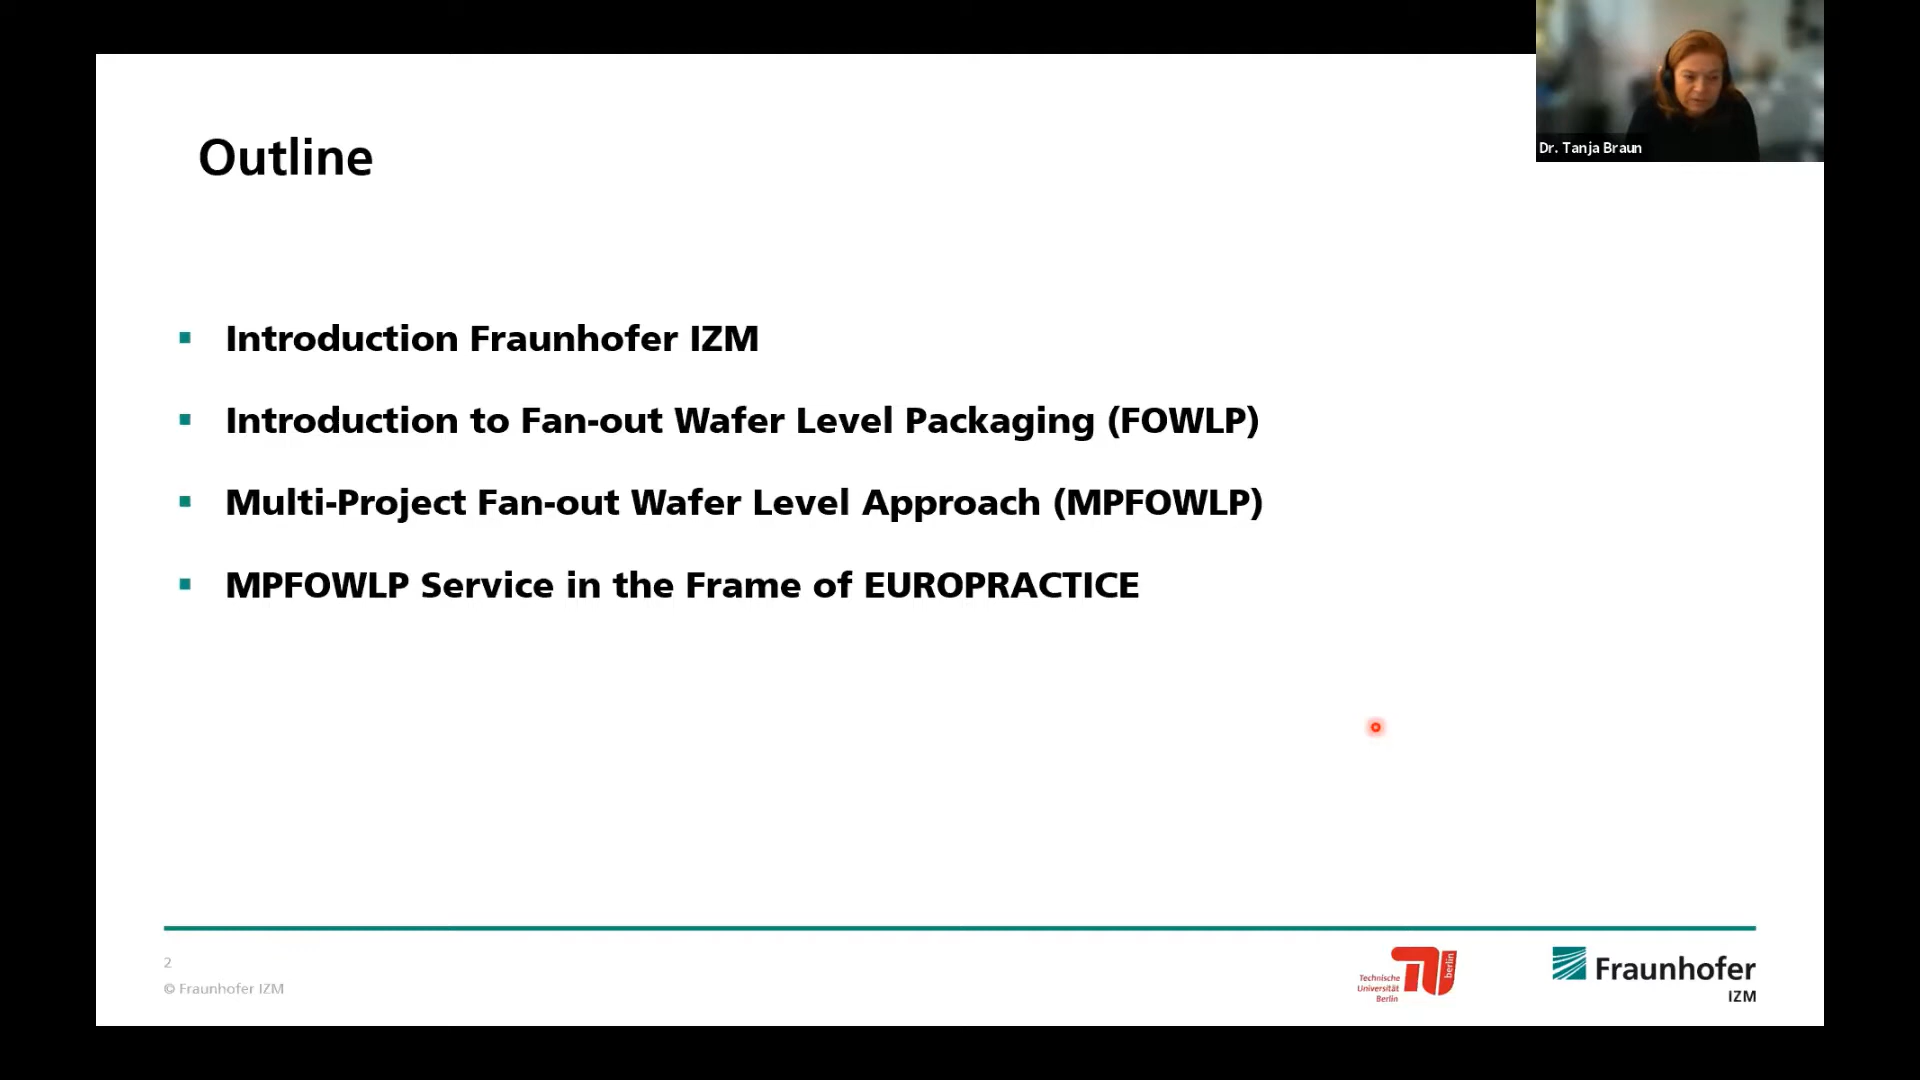 Dr. Tanja Braun
Outline
Introduction Fraunhofer IZM
Introduction to Fan-out Wafer Level Packaging (FOWLP)
Multi-Project Fan-out Wafer Level Approach (MPFOWLP)
MPFOWLP Service in the Frame of EUROPRACTICE
2
© Fraunhofer IZM
Technische
Universität
Berlin
TU
berlin
Fraunhofer
IZM